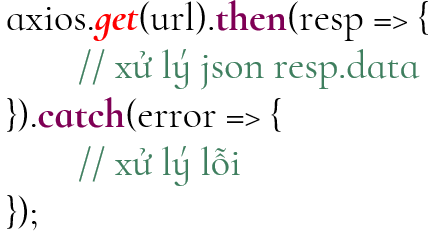 axios.get(url).then(resp => {
// xử lý json resp.data
}).catch(error => {
// xử lý lỗi
});